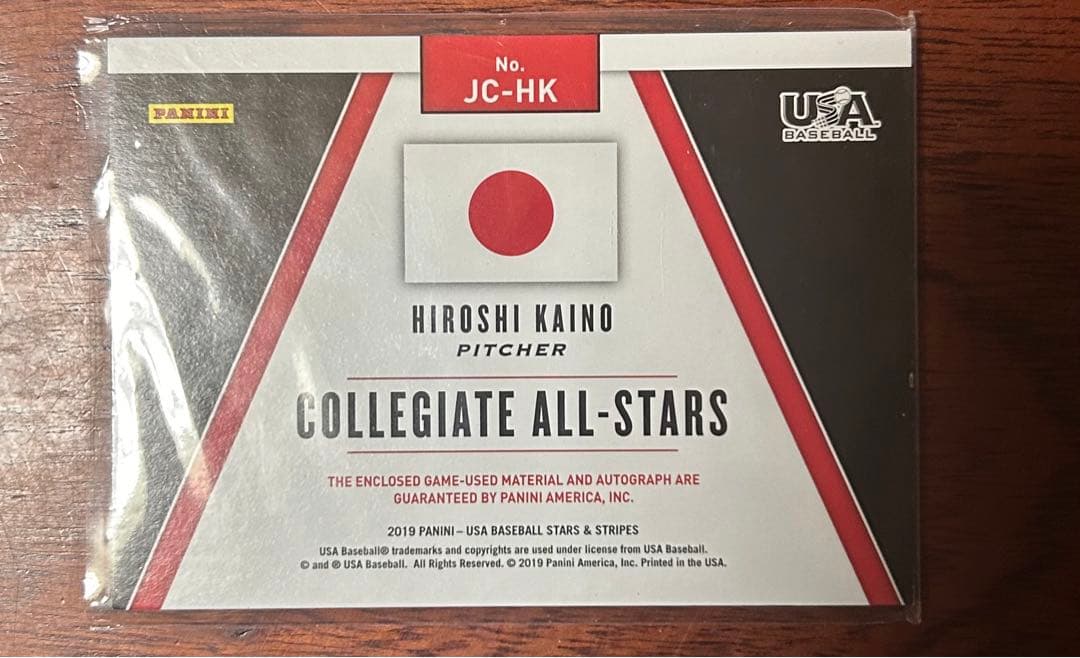 No.
JC-HK
PANINI
USA
BASEBALL
HIROSHI KAINO
PITCHER
COLLEGIATE ALL-STARS
THE ENCLOSED GAME-USED MATERIAL AND AUTOGRAPH ARE
GUARANTEED BY PANINI AMERICA, INC.
2019 PANINI – USA BASEBALL STARS & STRIPES
USA Baseball® trademarks and copyrights are used under license from USA Baseball.
© and ® USA Baseball. All Rights Reserved. © 2019 Panini America, Inc. Printed in the USA.